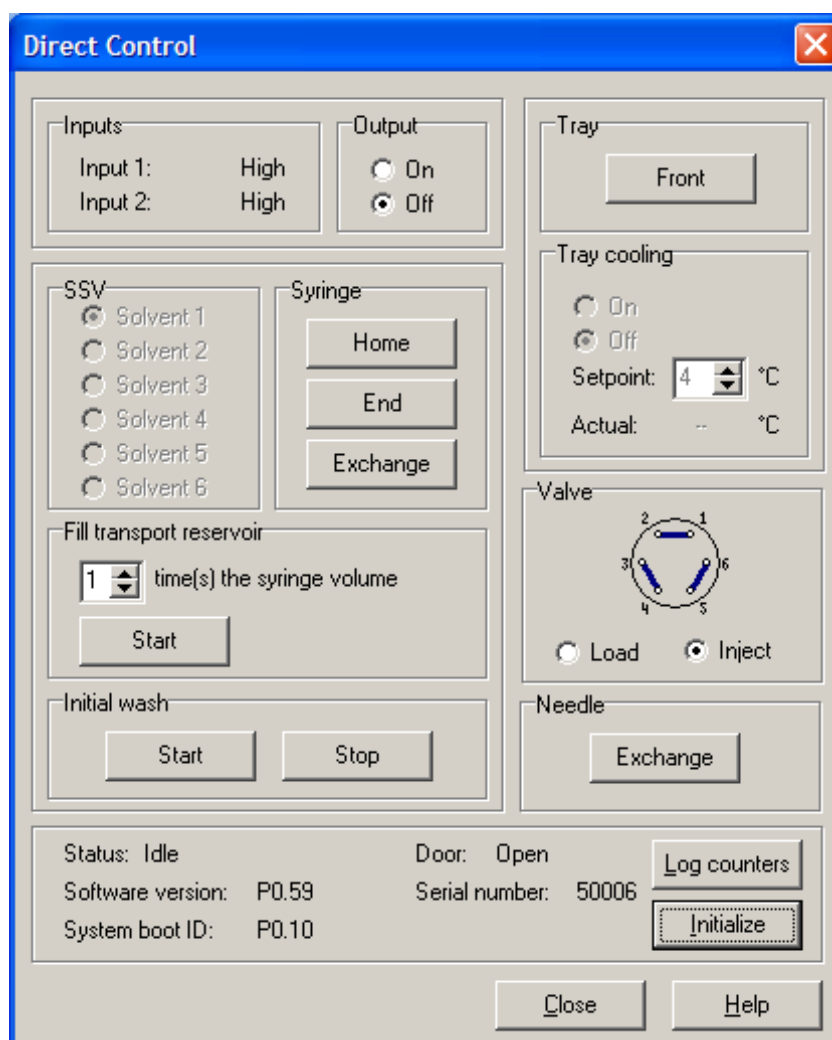 Direct Control
Inputs
Input 1: High
Input 2: High
Output
On
Off
Tray
Front
Tray cooling
On
Off
Setpoint: 4 °C
Actual: -- °C
SSV
Solvent 1
Solvent 2
Solvent 3
Solvent 4
Solvent 5
Solvent 6
Syringe
Home
End
Exchange
Fill transport reservoir
1 time(s) the syringe volume
Start
Valve
2 1
3 6
4 5
Load Inject
Initial wash
Start Stop
Needle
Exchange
Status: Idle
Door: Open
Log counters
Software version: P0.59
Serial number: 50006
System boot ID: P0.10
Initialize
Close Help